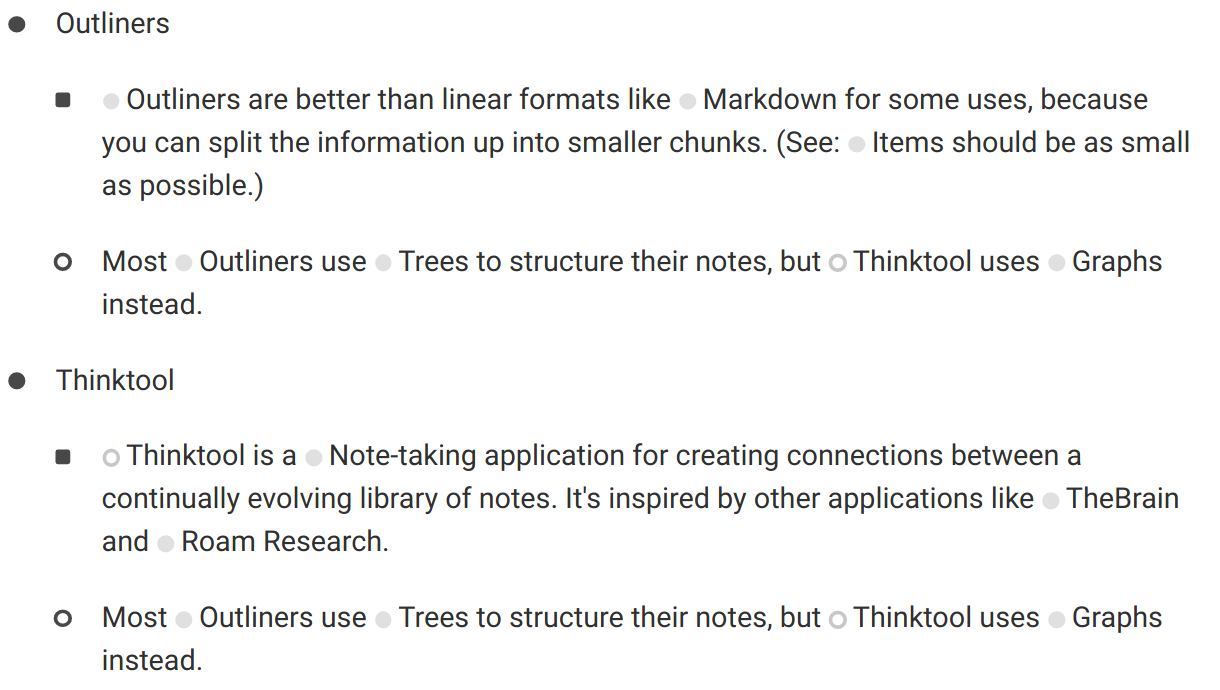 Outliners
Outliners are better than linear formats like Markdown for some uses, because
you can split the information up into smaller chunks. (See: Items should be as small
as possible.)
Most Outliners use Trees to structure their notes, but Thinktool uses Graphs
instead.
Thinktool
Thinktool is a Note-taking application for creating connections between a
continually evolving library of notes. It's inspired by other applications like TheBrain
and Roam Research.
Most Outliners use Trees to structure their notes, but Thinktool uses Graphs
instead.